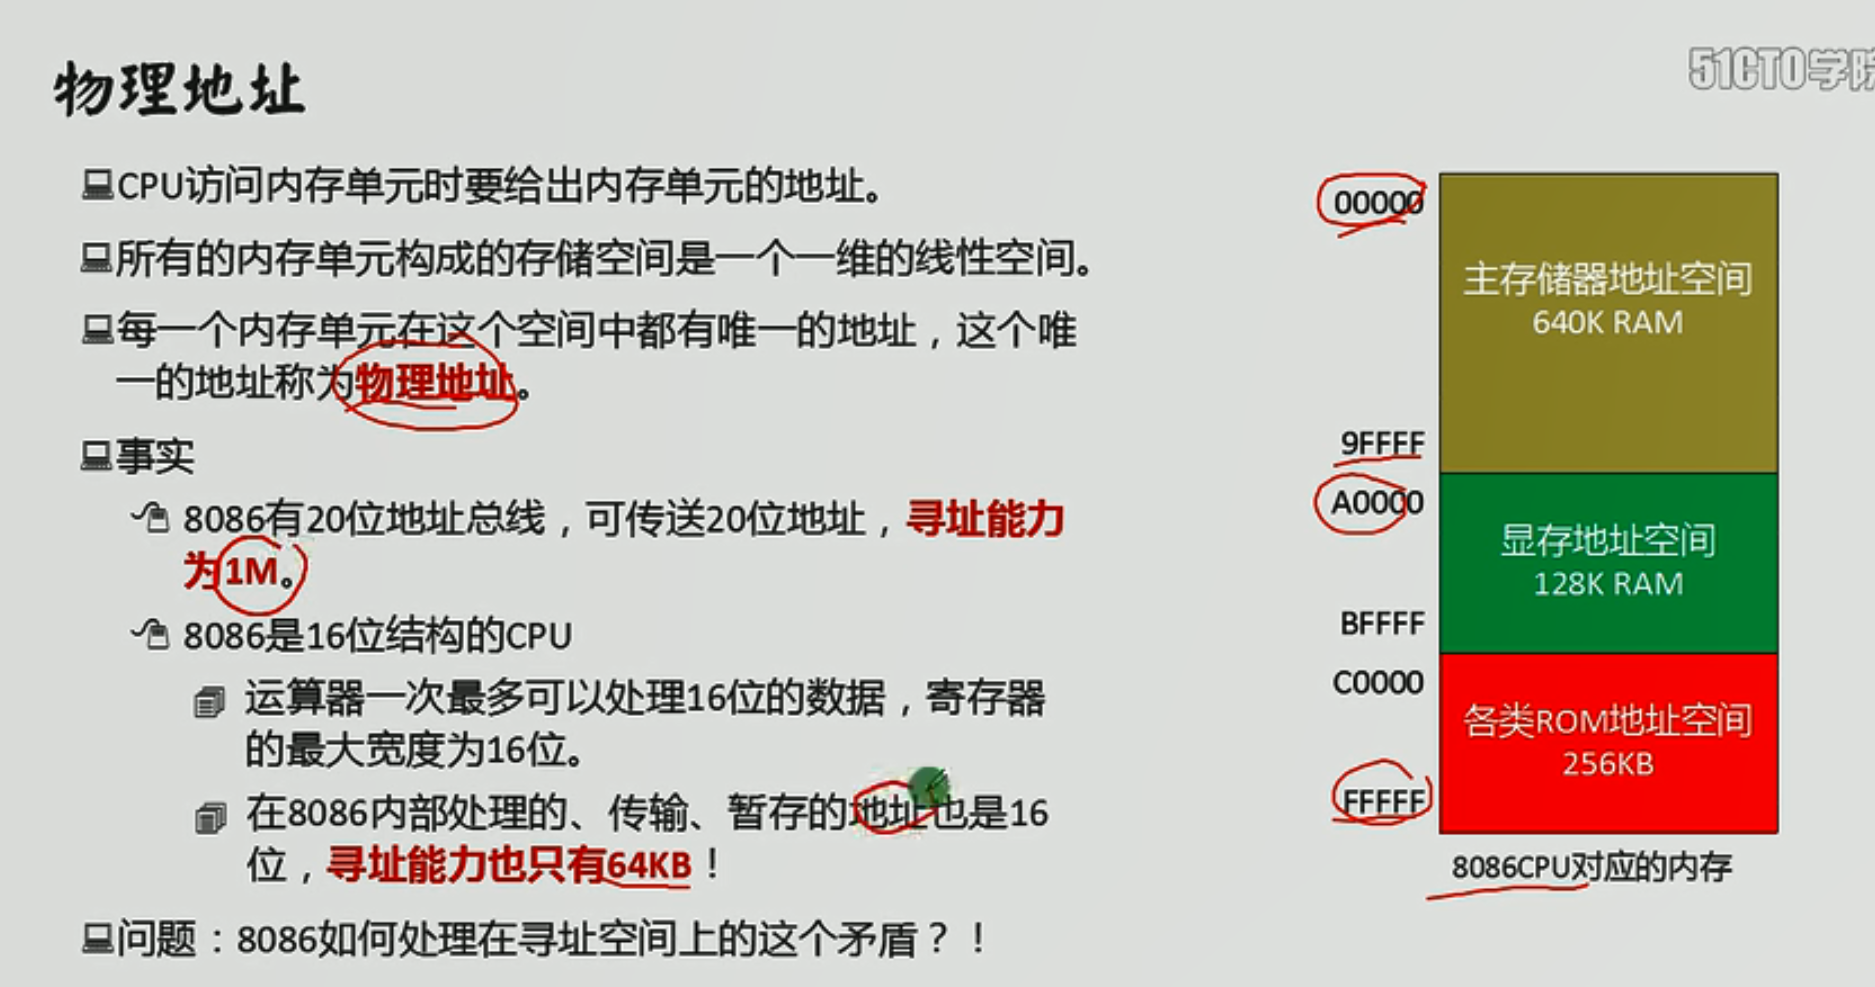 物理地址
51CTO学院
CPU访问内存单元时要给出内存单元的地址。
所有的内存单元构成的存储空间是一个一维的线性空间。
每一个内存单元在这个空间中都有唯一的地址，这个唯
一的地址称为物理地址。
事实
8086有20位地址总线，可传送20位地址，寻址能力
为1M。
8086是16位结构的CPU
运算器一次最多可以处理16位的数据，寄存器
的最大宽度为16位。
在8086内部处理的、传输、暂存的地址也是16
位，寻址能力也只有64KB！
问题：8086如何处理在寻址空间上的这个矛盾？！
00000
主存储器地址空间
640K RAM
9FFFF
A0000
显存地址空间
128K RAM
BFFFF
C0000
各类ROM地址空间
256KB
FFFFF
8086CPU对应的内存